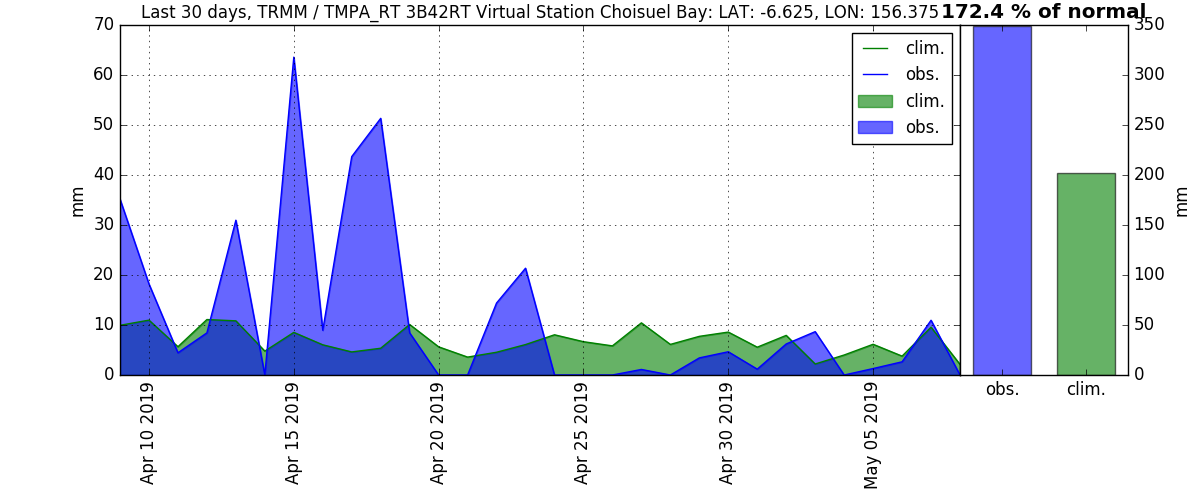 Last 30 days, TRMM / TMPA_RT 3B42RT Virtual Station Choisuel Bay: LAT: -6.625, LON: 156.375
172.4 % of normal
70
60
50
40
30
20
10
0
mm
clim.
obs.
clim.
obs.
350
300
250
200
150
100
50
0
mm
obs.
clim.
Apr 10 2019
Apr 15 2019
Apr 20 2019
Apr 25 2019
Apr 30 2019
May 05 2019